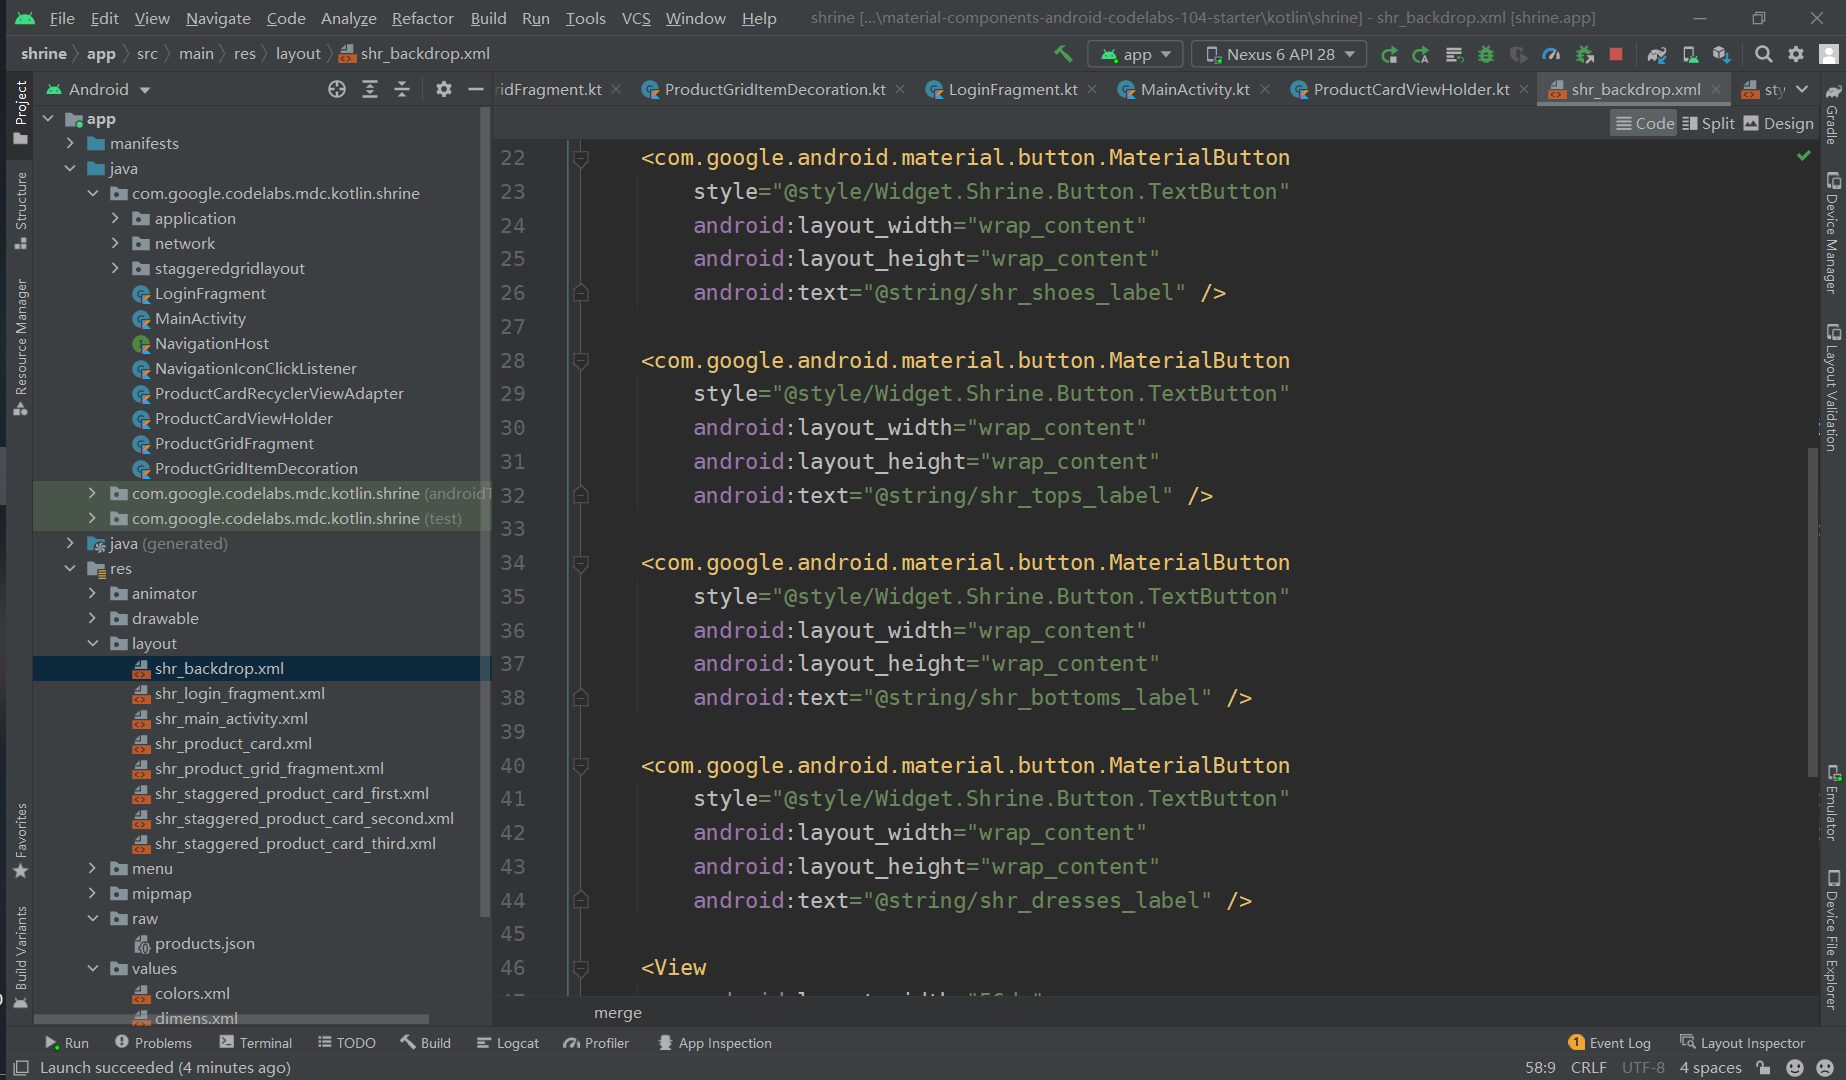 File Edit View Navigate Code Analyze Refactor Build Run Tools VCS Window Help shrine [...\material-components-android-codelabs-104-starter\kotlin\shrine] - shr_backdrop.xml [shrine.app]
shrine app src main res layout shr_backdrop.xml app Nexus 6 API 28
Android
ridFragment.kt ProductGridItemDecoration.kt LoginFragment.kt MainActivity.kt ProductCardViewHolder.kt shr_backdrop.xml sty
Code Split Design
Project
Structure
Resource Manager
Favorites
Build Variants
app
manifests
java
com.google.codelabs.mdc.kotlin.shrine
application
network
staggeredgridlayout
LoginFragment
MainActivity
NavigationHost
NavigationIconClickListener
ProductCardRecyclerViewAdapter
ProductCardViewHolder
ProductGridFragment
ProductGridItemDecoration
com.google.codelabs.mdc.kotlin.shrine (androidT
com.google.codelabs.mdc.kotlin.shrine (test)
java (generated)
res
animator
drawable
layout
shr_backdrop.xml
shr_login_fragment.xml
shr_main_activity.xml
shr_product_card.xml
shr_product_grid_fragment.xml
shr_staggered_product_card_first.xml
shr_staggered_product_card_second.xml
shr_staggered_product_card_third.xml
menu
mipmap
raw
products.json
values
colors.xml
dimens.xml
22 <com.google.android.material.button.MaterialButton
23 style="@style/Widget.Shrine.Button.TextButton"
24 android:layout_width="wrap_content"
25 android:layout_height="wrap_content"
26 android:text="@string/shr_shoes_label" />
27
28 <com.google.android.material.button.MaterialButton
29 style="@style/Widget.Shrine.Button.TextButton"
30 android:layout_width="wrap_content"
31 android:layout_height="wrap_content"
32 android:text="@string/shr_tops_label" />
33
34 <com.google.android.material.button.MaterialButton
35 style="@style/Widget.Shrine.Button.TextButton"
36 android:layout_width="wrap_content"
37 android:layout_height="wrap_content"
38 android:text="@string/shr_bottoms_label" />
39
40 <com.google.android.material.button.MaterialButton
41 style="@style/Widget.Shrine.Button.TextButton"
42 android:layout_width="wrap_content"
43 android:layout_height="wrap_content"
44 android:text="@string/shr_dresses_label" />
45
46 <View
merge
Gradle
Device Manager
Layout Validation
Emulator
Device File Explorer
Run Problems Terminal TODO Build Logcat Profiler App Inspection 1 Event Log Layout Inspector
Launch succeeded (4 minutes ago) 58:9 CRLF UTF-8 4 spaces